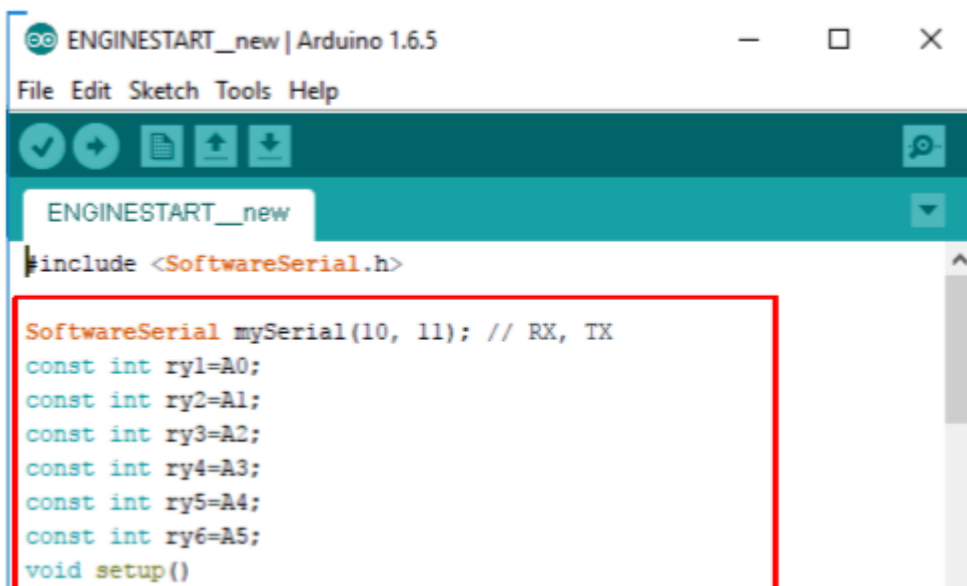 ENGINESTART__new | Arduino 1.6.5
File Edit Sketch Tools Help
ENGINESTART__new
#include <SoftwareSerial.h>
SoftwareSerial mySerial(10, 11); // RX, TX
const int ry1=A0;
const int ry2=A1;
const int ry3=A2;
const int ry4=A3;
const int ry5=A4;
const int ry6=A5;
void setup()